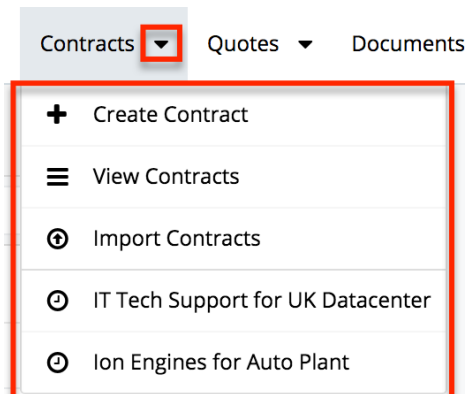 Contracts Quotes Documents
Create Contract
View Contracts
Import Contracts
IT Tech Support for UK Datacenter
Ion Engines for Auto Plant